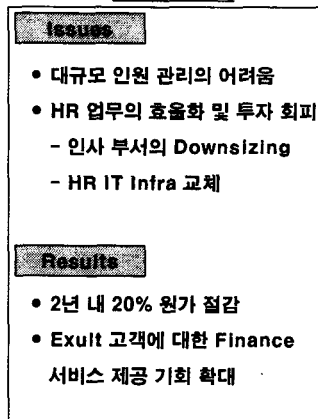 Issues
• 대규모 인원 관리의 어려움
• HR 업무의 효율화 및 투자 회피
- 인사 부서의 Downsizing
- HR IT Infra 교체
Results
• 2년 내 20% 원가 절감
• Exult 고객에 대한 Finance
서비스 제공 기회 확대